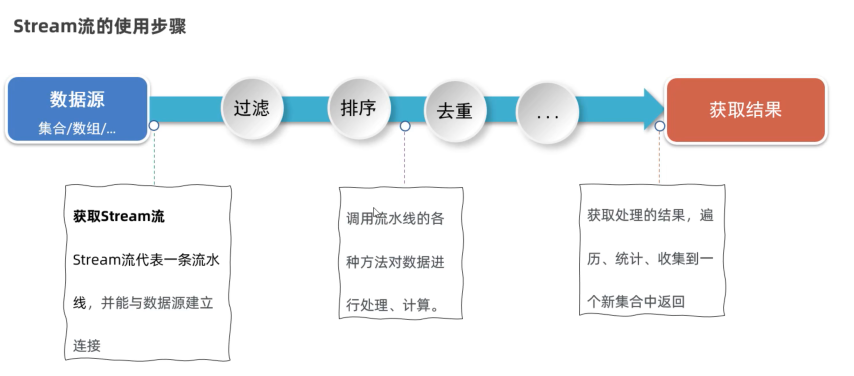 Stream流的使用步骤
数据源
集合/数组/...
过滤
排序
去重
...
获取结果
获取Stream流
Stream流代表一条流水
线，并能与数据源建立
连接
调用流水线的各
种方法对数据进
行处理、计算。
获取处理的结果，遍
历、统计、收集到一
个新集合中返回